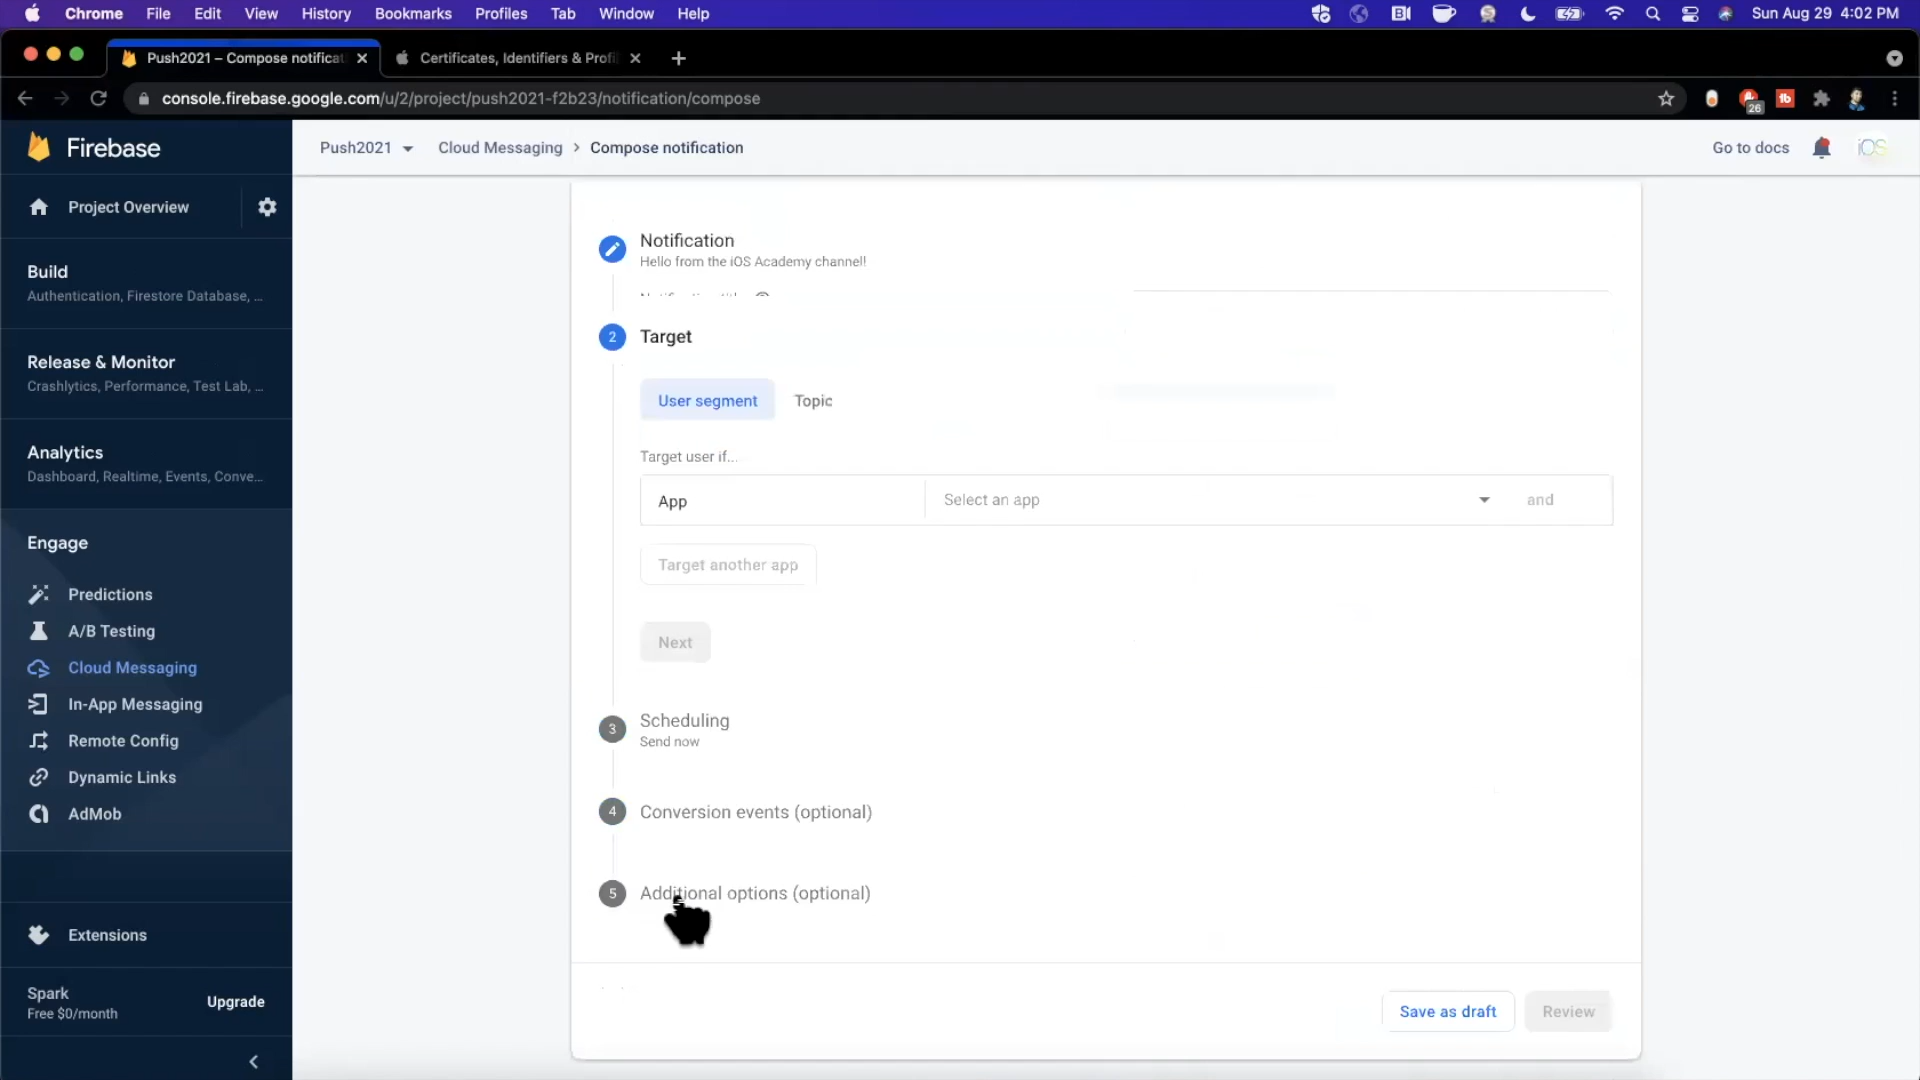 Chrome File Edit View History Bookmarks Profiles Tab Window Help Sun Aug 29 4:02 PM
Push2021 – Compose notificat Certificates, Identifiers & Profi
console.firebase.google.com/u/2/project/push2021-f2b23/notification/compose 26 tb
Firebase
Push2021 Cloud Messaging > Compose notification Go to docs iOS
Project Overview
Build
Authentication, Firestore Database, ...
Release & Monitor
Crashlytics, Performance, Test Lab, ...
Analytics
Dashboard, Realtime, Events, Conve...
Engage
Predictions
A/B Testing
Cloud Messaging
In-App Messaging
Remote Config
Dynamic Links
AdMob
Extensions
Spark
Free $0/month
Upgrade
Notification
Hello from the iOS Academy channel!
2 Target
User segment Topic
Target user if...
App Select an app and
Target another app
Next
3 Scheduling
Send now
4 Conversion events (optional)
5 Additional options (optional)
Save as draft Review